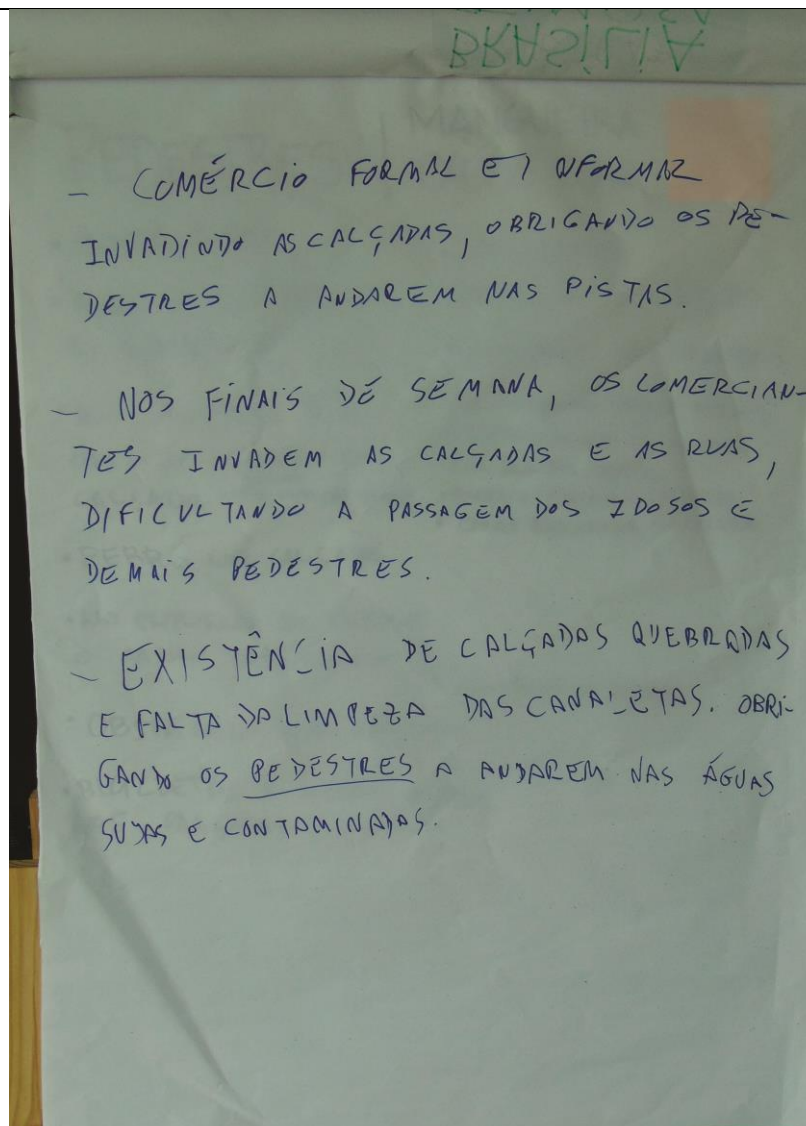 BRASÍLIA
- COMÉRCIO FORMAL E INFORMAL
INVADINDO AS CALÇADAS, OBRIGANDO OS PE-
DESTRES A ANDAREM NAS PISTAS.
- NOS FINAIS DE SEMANA, OS COMERCIAN-
TES INVADEM AS CALÇADAS E AS RUAS,
DIFICULTANDO A PASSAGEM DOS IDOSOS E
DEMAIS PEDESTRES.
- EXISTÊNCIA DE CALÇADAS QUEBRADAS
E FALTA DA LIMPEZA DAS CANALETAS. OBRI-
GANDO OS PEDESTRES A ANDAREM NAS ÁGUAS
SUJAS E CONTAMINADAS.